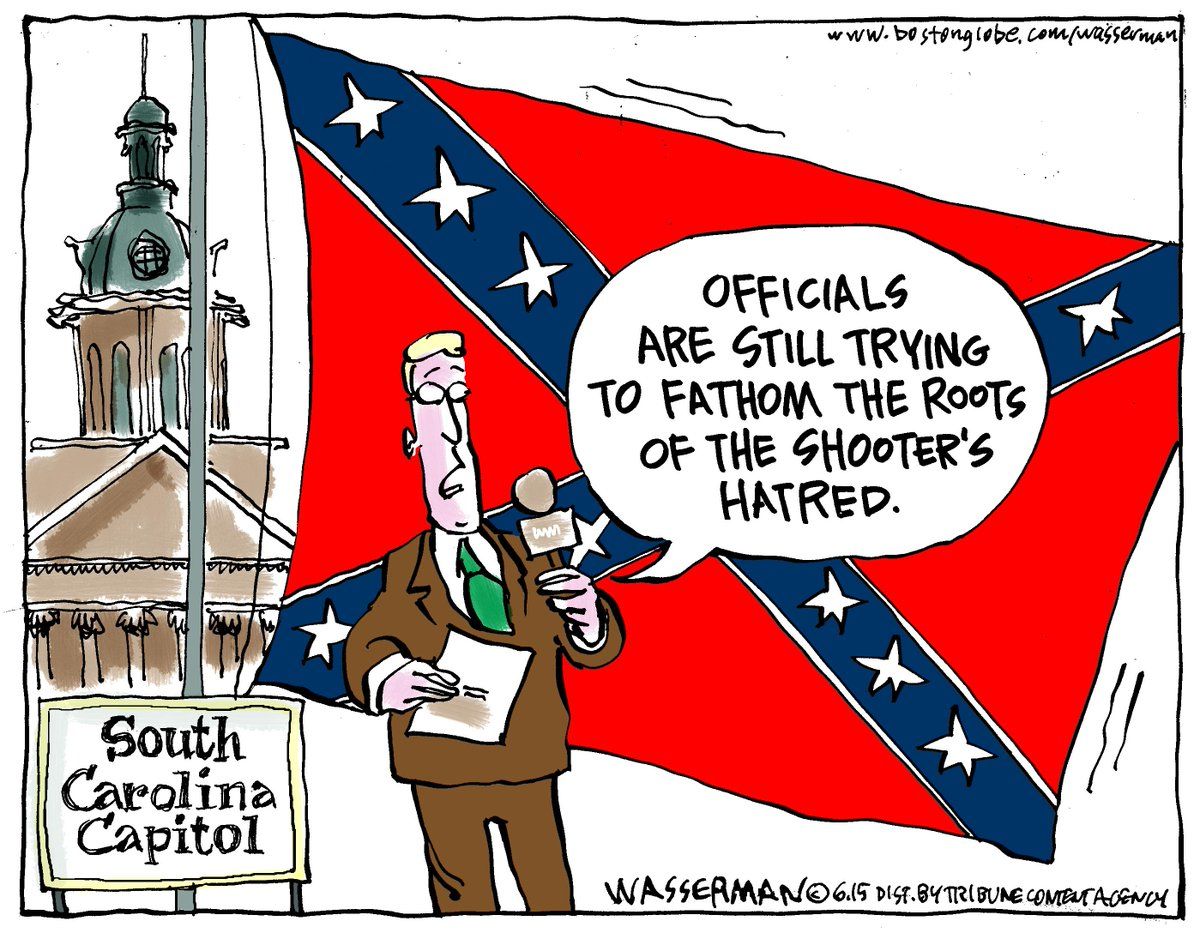 www.bostonglobe.com/wasserman
OFFICIALS
ARE STILL TRYING
TO FATHOM THE ROOTS
OF THE SHOOTER'S
HATRED.
South
Carolina
Capitol
WASSERMAN © 6.15 DIST. BY TRIBUNE CONTENT AGENCY